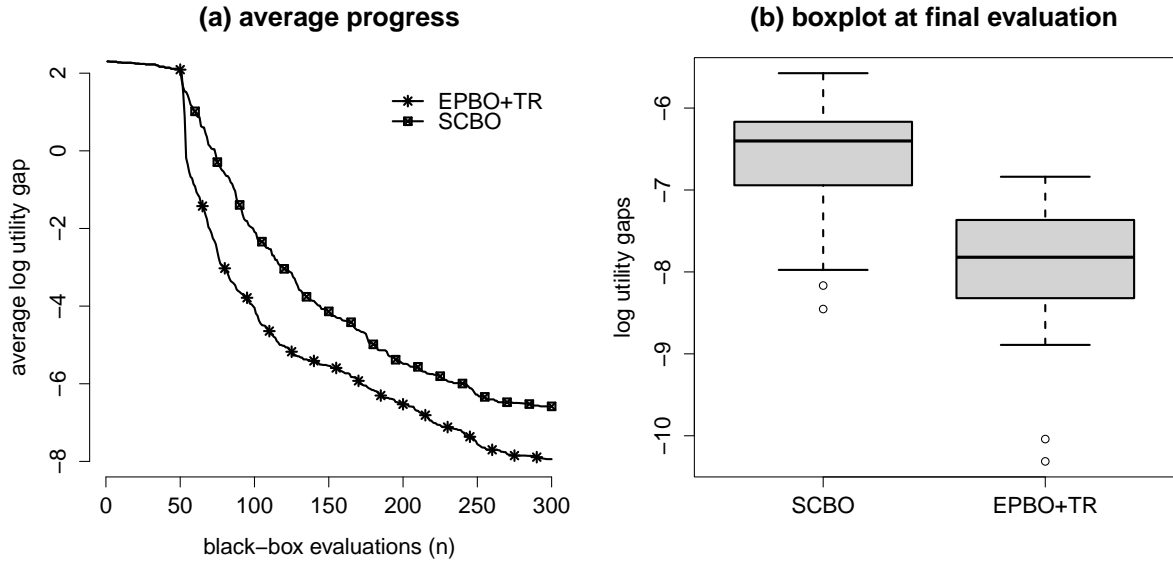 (a) average progress
average log utility gap
2
0
−2
−4
−6
−8
EPBO+TR
SCBO
0 50 100 150 200 250 300
black−box evaluations (n)
(b) boxplot at final evaluation
log utility gaps
−6
−7
−8
−9
−10
SCBO EPBO+TR